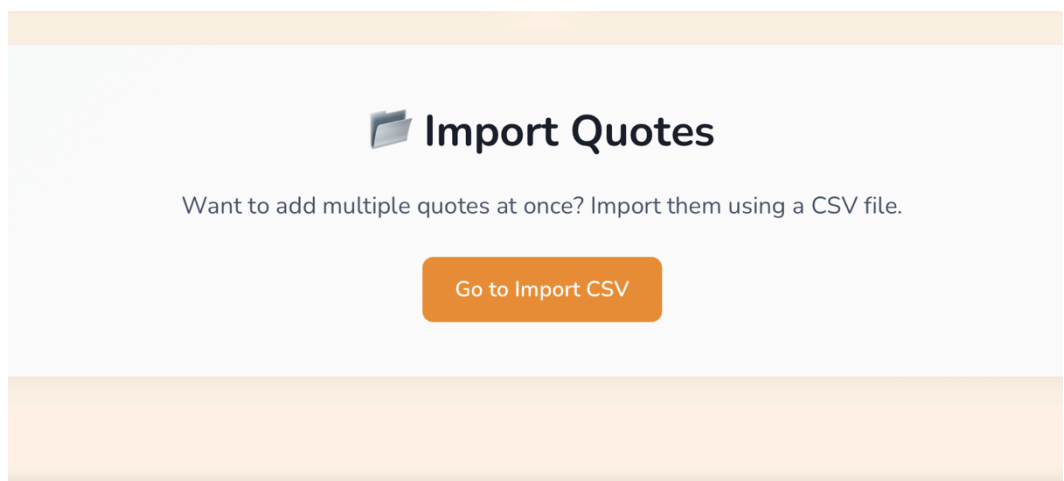 Import Quotes
Want to add multiple quotes at once? Import them using a CSV file.
Go to Import CSV